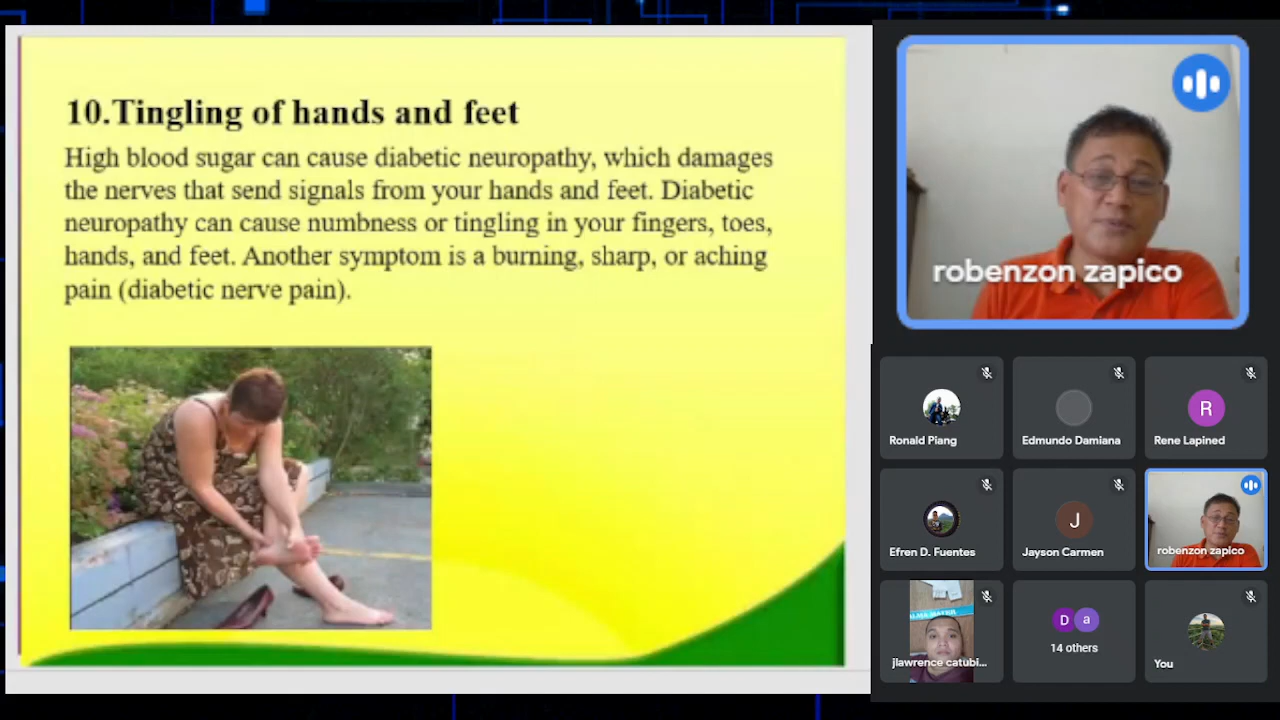 10.Tingling of hands and feet
High blood sugar can cause diabetic neuropathy, which damages
the nerves that send signals from your hands and feet. Diabetic
neuropathy can cause numbness or tingling in your fingers, toes,
hands, and feet. Another symptom is a burning, sharp, or aching
pain (diabetic nerve pain).
robenzon zapico
Ronald Piang
Edmundo Damiana
R
Rene Lapined
Efren D. Fuentes
J
Jayson Carmen
robenzon zapico
ALMA MATER
jlawrence catubi...
D
a
14 others
You